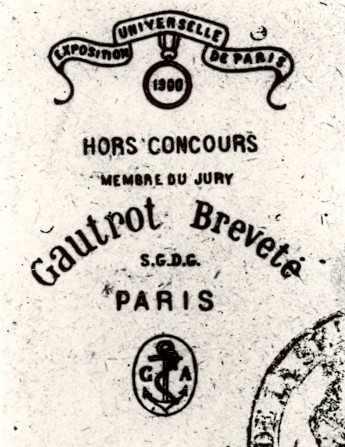 EXPOSITION UNIVERSELLE DE PARIS
1900
HORS CONCOURS
MEMBRE DU JURY
Gautrot Breveté
S.G.D.G.
PARIS
G A